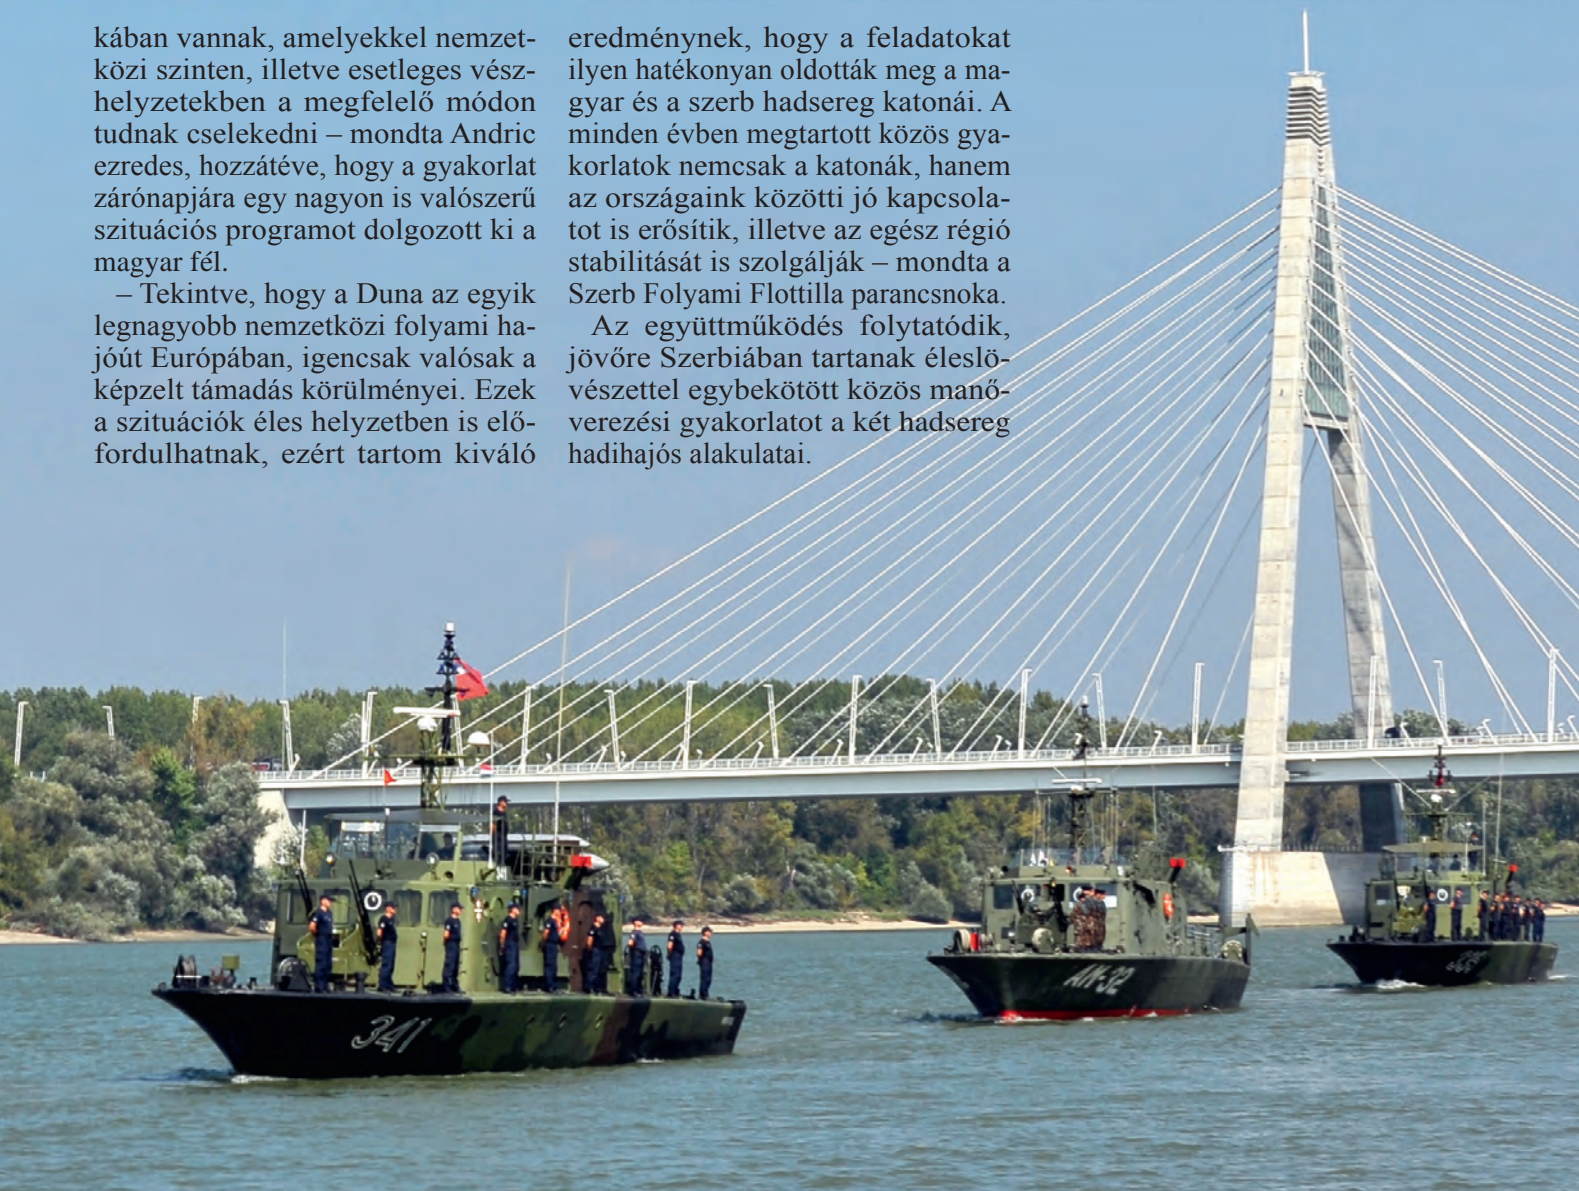 kában vannak, amelyekkel nemzet-
közi szinten, illetve esetleges vész-
helyzetekben a megfelelő módon
tudnak cselekedni – mondta Andric
ezredes, hozzátéve, hogy a gyakorlat
zárónapjára egy nagyon is valószerű
szituációs programot dolgozott ki a
magyar fél.
– Tekintve, hogy a Duna az egyik
legnagyobb nemzetközi folyami ha-
jóút Európában, igencsak valósak a
képzelt támadás körülményei. Ezek
a szituációk éles helyzetben is elő-
fordulhatnak, ezért tartom kiváló
eredménynek, hogy a feladatokat
ilyen hatékonyan oldották meg a ma-
gyar és a szerb hadsereg katonái. A
minden évben megtartott közös gya-
korlatok nemcsak a katonák, hanem
az országaink közötti jó kapcsola-
tot is erősítik, illetve az egész régió
stabilitását is szolgálják – mondta a
Szerb Folyami Flottilla parancsnoka.
Az együttműködés folytatódik,
jövőre Szerbiában tartanak éleslö-
vészettel egybekötött közös manő-
verezési gyakorlatot a két hadsereg
hadihajós alakulatai.
341
AM-32